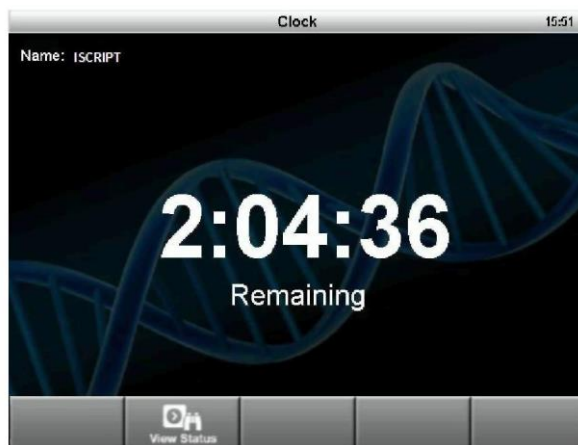 Clock
15:51
Name: ISCRIPT
2:04:36
Remaining
View Status